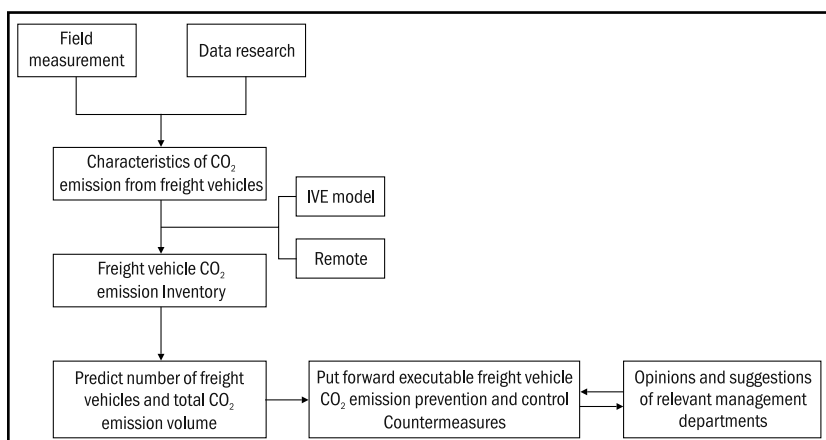 Field
measurement
Data research
Characteristics of CO₂
emission from freight vehicles
IVE model
Remote
Freight vehicle CO₂
emission Inventory
Predict number of freight
vehicles and total CO₂
emission volume
Put forward executable freight vehicle
CO₂ emission prevention and control
Countermeasures
Opinions and suggestions
of relevant management
departments